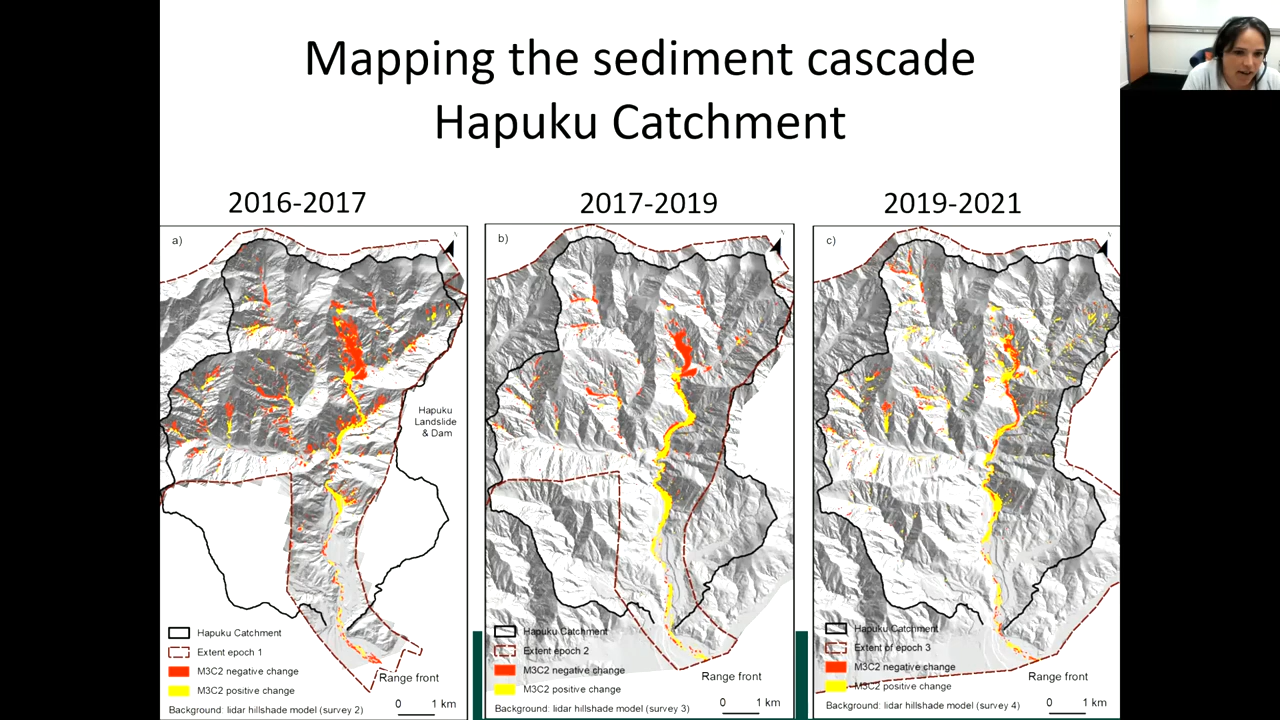 Mapping the sediment cascade
Hapuku Catchment
2016-2017
2017-2019
2019-2021
a)
Hapuku
Landslide
& Dam
Hapuku Catchment
Extent epoch 1
M3C2 negative change
M3C2 positive change
Background: lidar hillshade model (survey 2)
Range front
0 1 km
b)
Hapuku Catchment
Extent epoch 2
M3C2 negative change
M3C2 positive change
Background: lidar hillshade model (survey 3)
Range front
0 1 km
c)
Hapuku Catchment
Extent of epoch 3
M3C2 negative change
M3C2 positive change
Background: lidar hillshade model (survey 4)
Range front
0 1 km